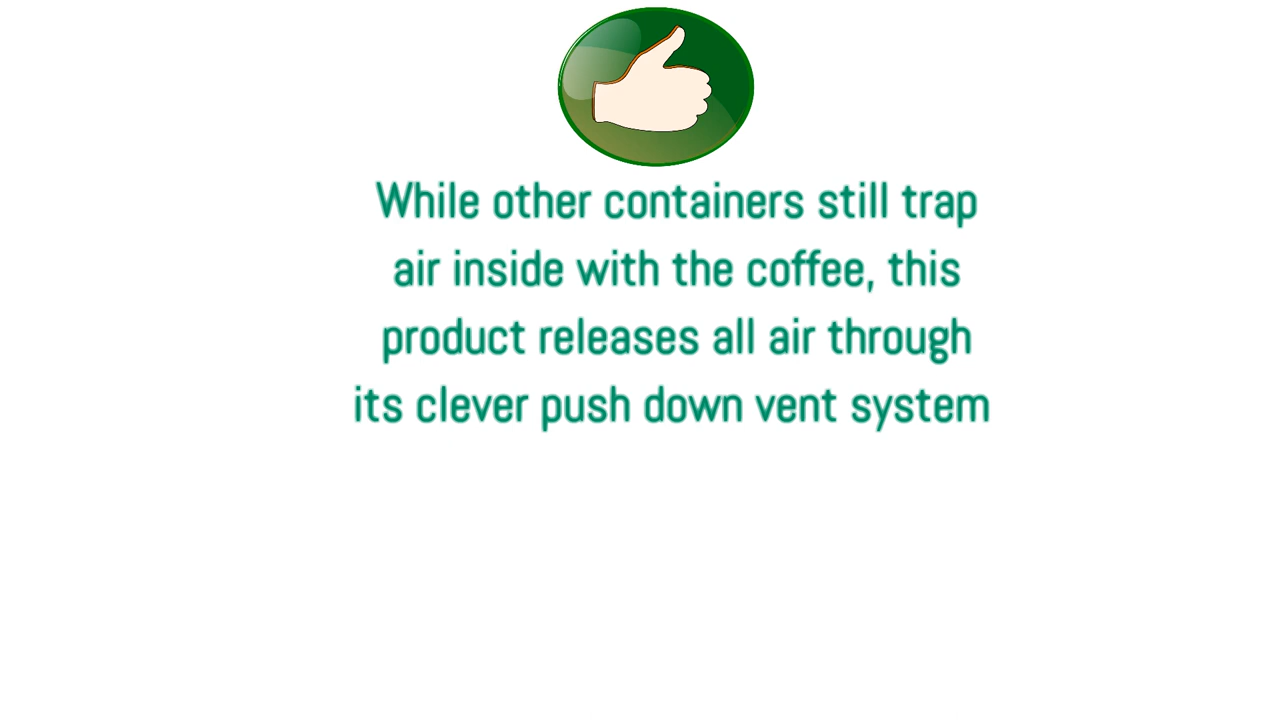 While other containers still trap
air inside with the coffee, this
product releases all air through
its clever push down vent system